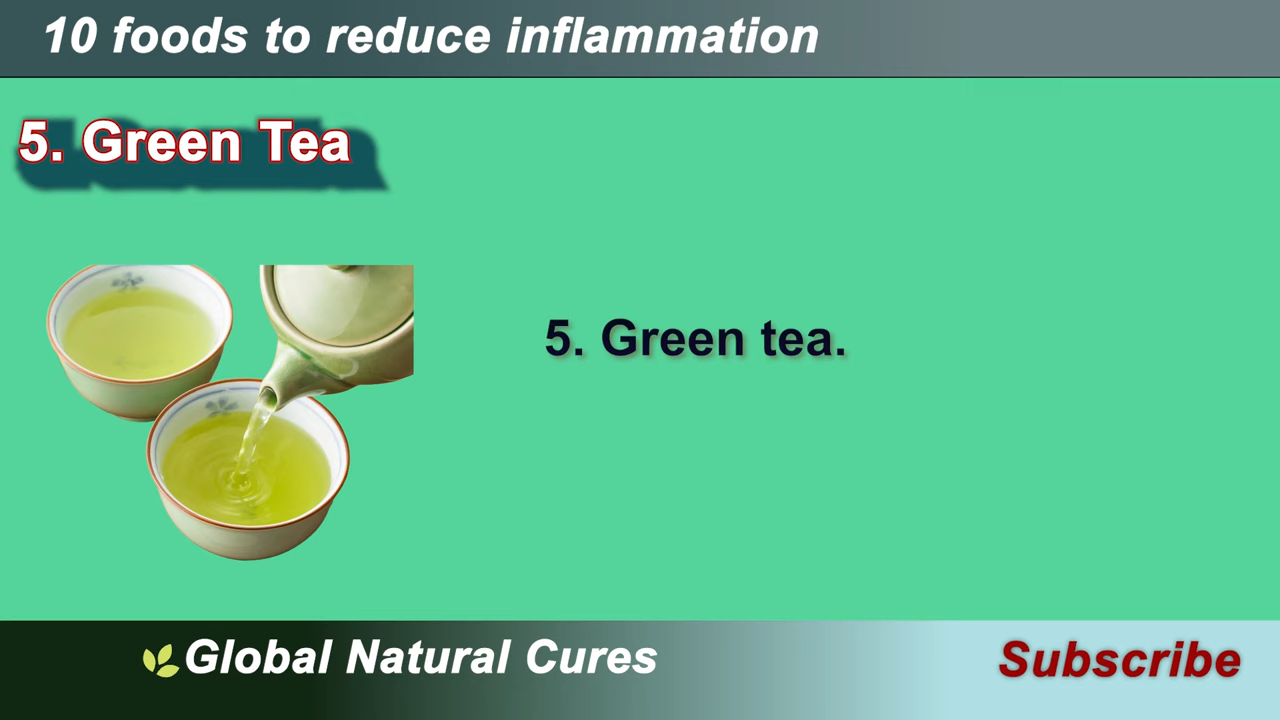 10 foods to reduce inflammation
5. Green Tea
5. Green tea.
Global Natural Cures
Subscribe